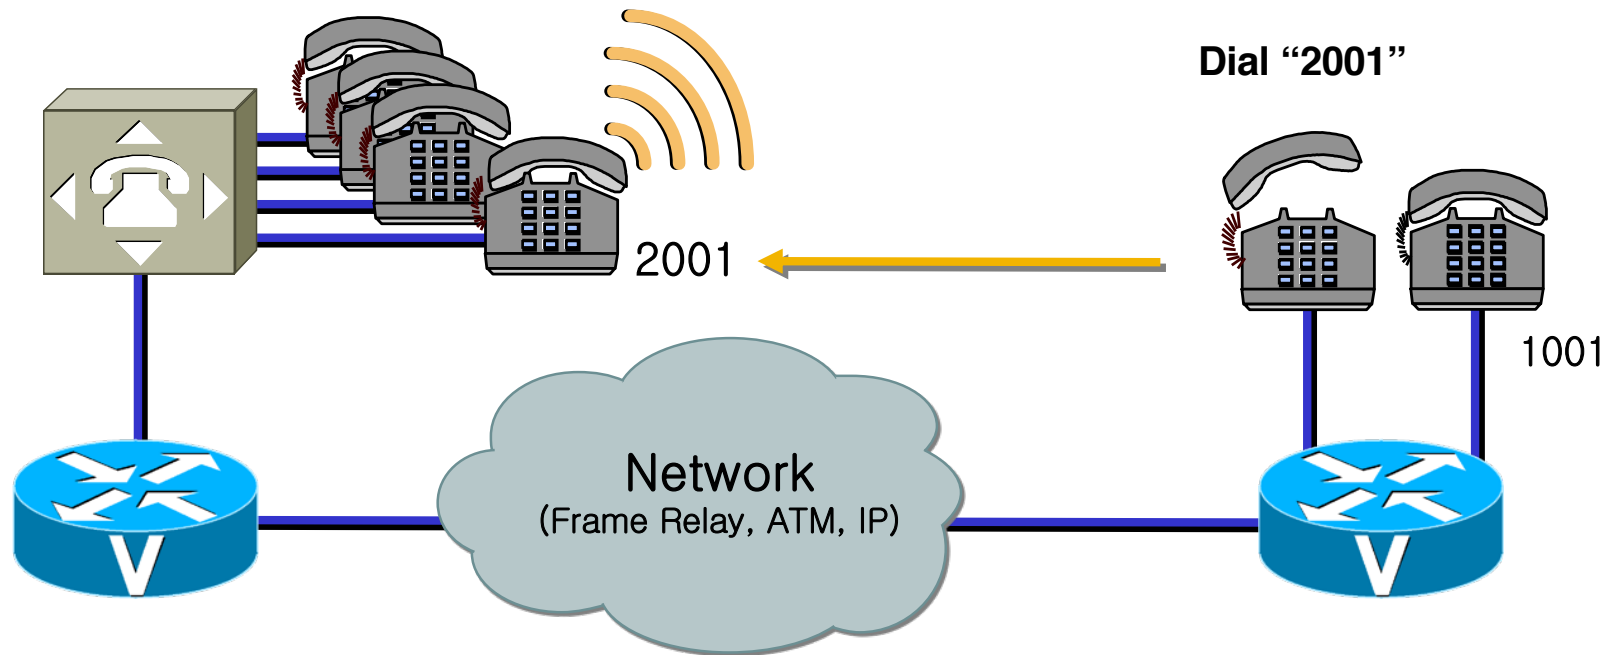 Dial “2001”
2001
1001
Network
(Frame Relay, ATM, IP)
V
V